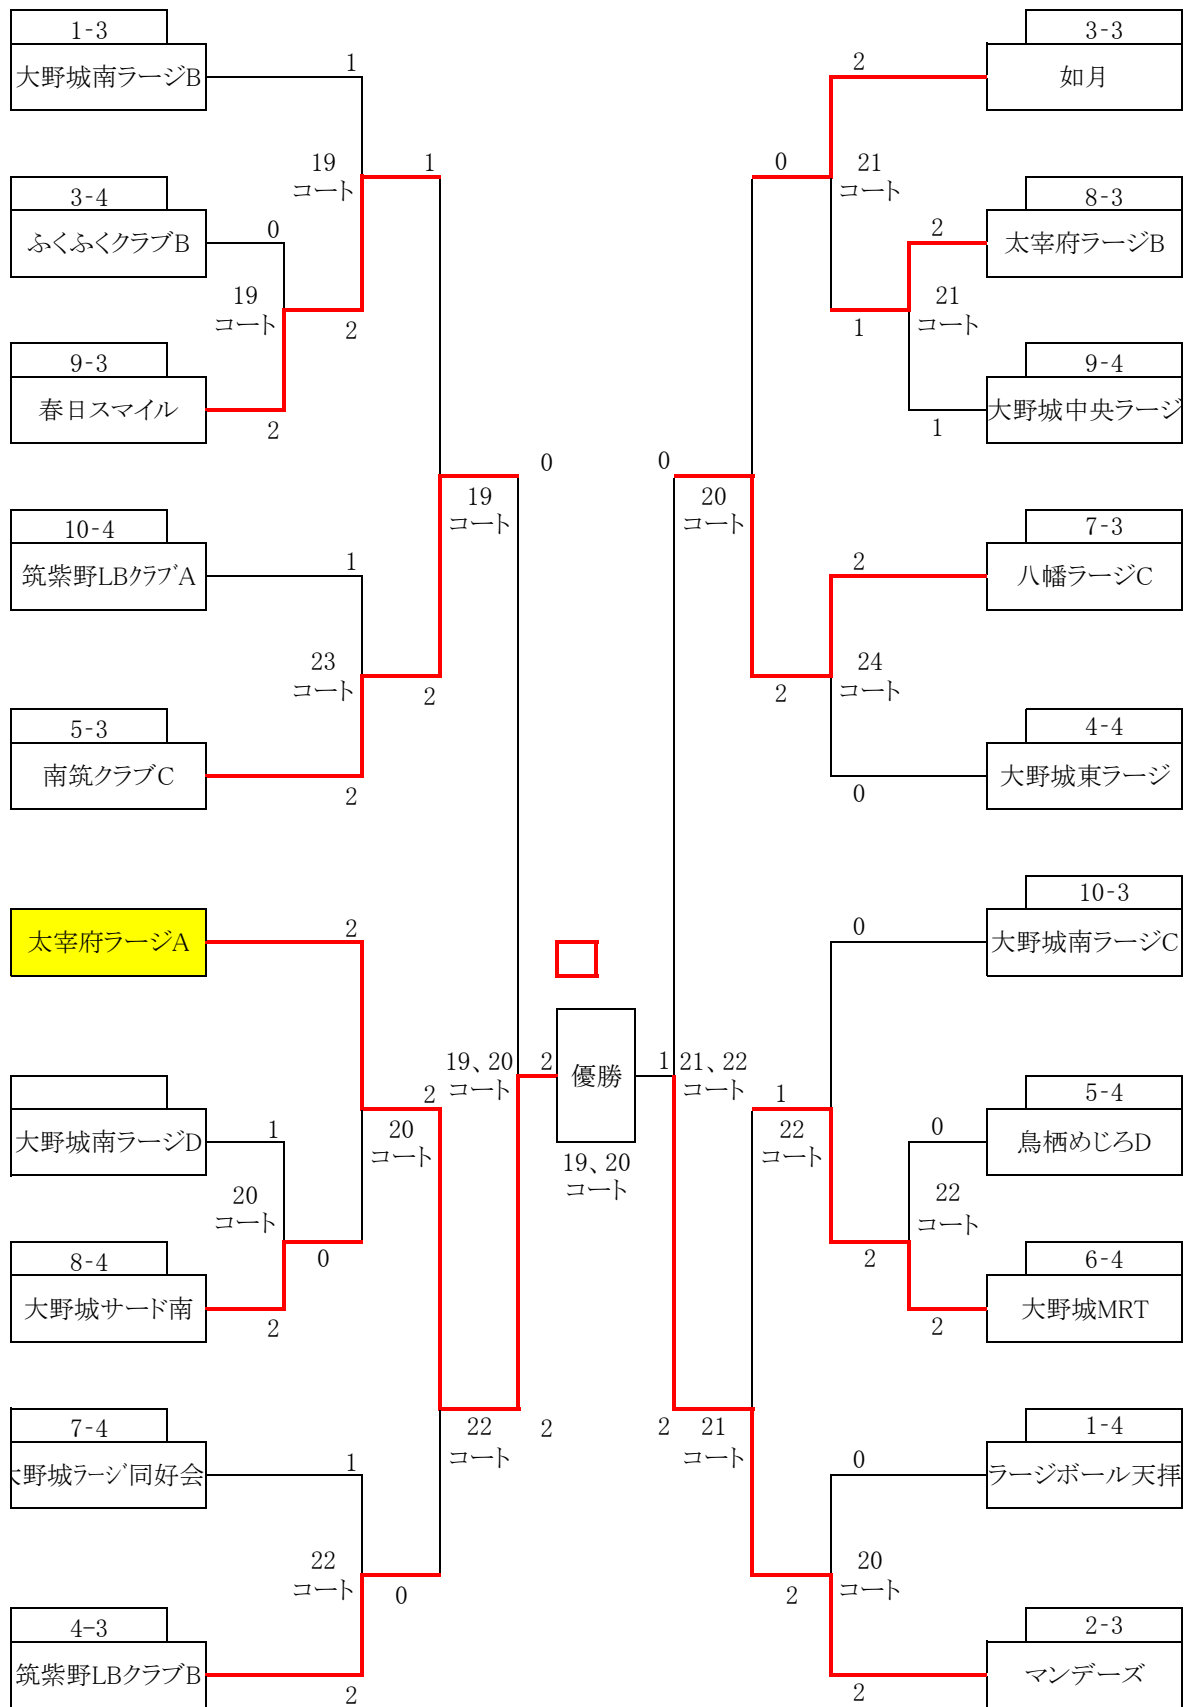 1-3
大野城南ラージB
1
19
コート
1
3-4
ふくふくクラブB
0
19
コート
2
9-3
春日スマイル
2
0
19
コート
10-4
筑紫野LBクラブA
1
23
コート
2
5-3
南筑クラブC
2
太宰府ラージA
2
19、20
コート
2
2
20
コート
大野城南ラージD
1
20
コート
0
8-4
大野城サード南
2
22
コート
2
7-4
大野城ラージ同好会
1
22
コート
0
4-3
筑紫野LBクラブB
2
優勝
19、20
コート
3-3
如月
2
0
21
コート
8-3
太宰府ラージB
2
21
コート
1
9-4
大野城中央ラージ
1
0
20
コート
7-3
八幡ラージC
2
24
コート
2
4-4
大野城東ラージ
0
10-3
大野城南ラージC
0
1
21、22
コート
1
22
コート
5-4
鳥栖めじろD
0
22
コート
2
6-4
大野城MRT
2
2
21
コート
1-4
ラージボール天拝
0
20
コート
2
2-3
マンデーズ
2